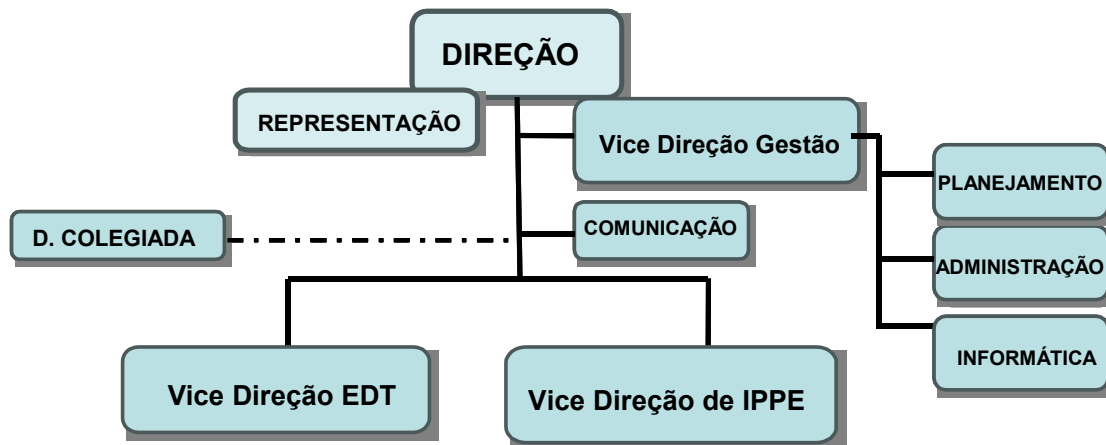 DIREÇÃO
REPRESENTAÇÃO
Vice Direção Gestão
PLANEJAMENTO
D. COLEGIADA
COMUNICAÇÃO
ADMINISTRAÇÃO
INFORMÁTICA
Vice Direção EDT
Vice Direção de IPPE